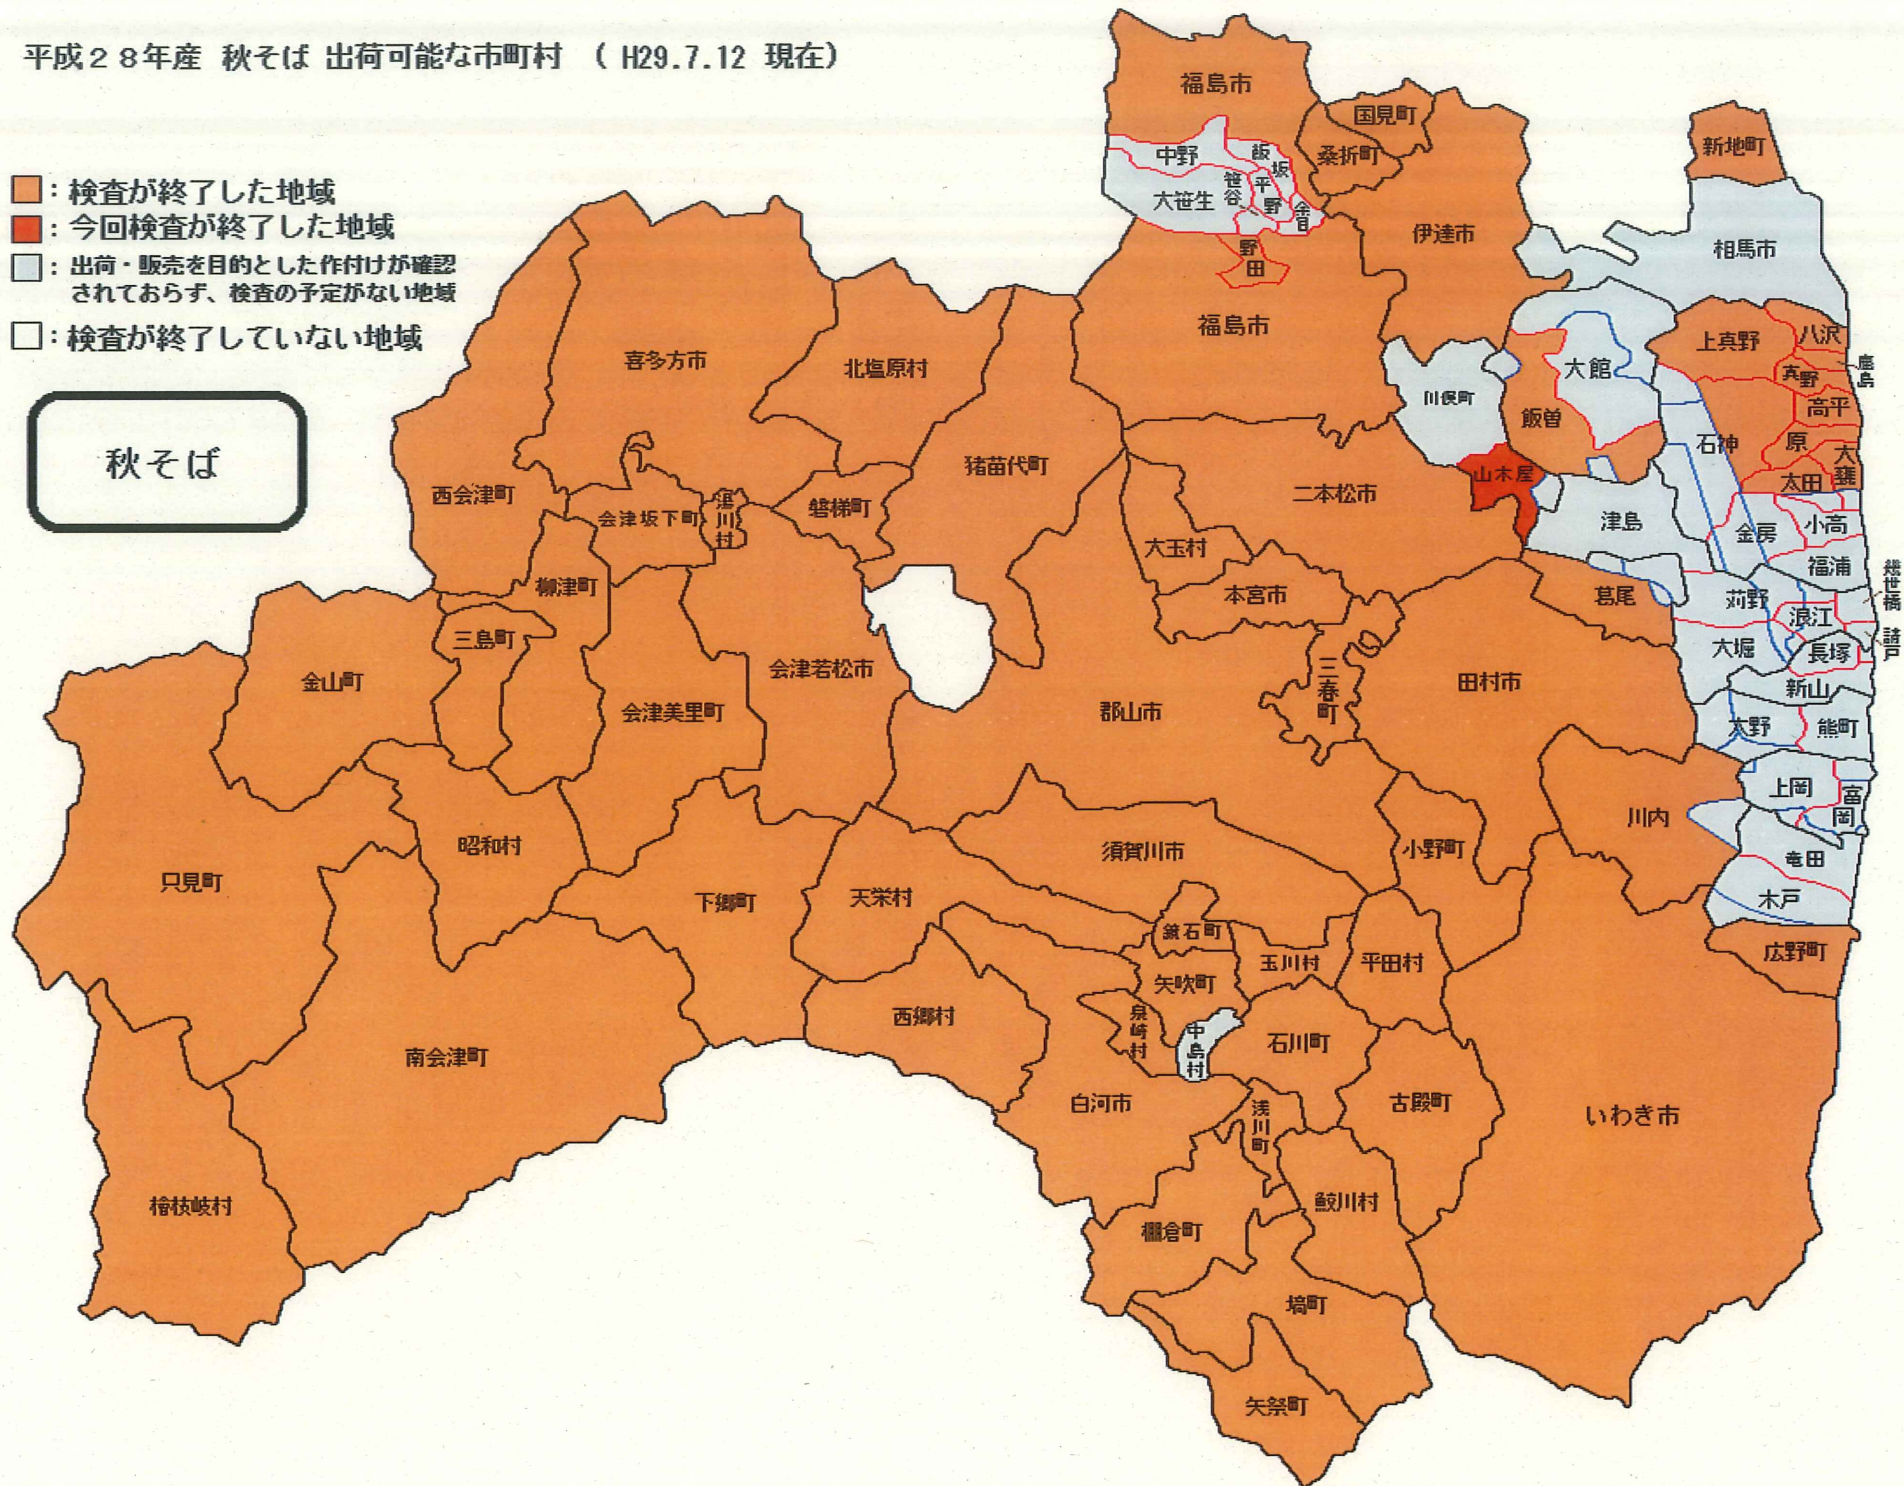 平成２８年産 秋そば 出荷可能な市町村 （ H29.7.12 現在）
：検査が終了した地域
：今回検査が終了した地域
：出荷・販売を目的とした作付けが確認
されておらず、検査の予定がない地域
：検査が終了していない地域
秋そば
福島市
国見町
桑折町
新地町
中野
飯坂
笹谷
平野
大笹生
余目
野田
伊達市
相馬市
福島市
喜多方市
北塩原村
上真野
八沢
鹿島
真野
大館
川俣町
飯曽
高平
石神
原
大甕
太田
猪苗代町
二本松市
山木屋
西会津町
会津坂下町
湯川村
磐梯町
大玉村
津島
金房
小高
福浦
幾世橋
柳津町
本宮市
葛尾
苅野
浪江
請戸
三島町
大堀
長塚
金山町
会津若松市
三春町
田村市
新山
会津美里町
郡山市
大野
熊町
上岡
富岡
川内
昭和村
須賀川市
小野町
竜田
只見町
下郷町
天栄村
木戸
鏡石町
玉川村
平田村
広野町
矢吹町
西郷村
泉崎村
中島村
石川町
南会津町
白河市
浅川町
古殿町
いわき市
檜枝岐村
鮫川村
棚倉町
塙町
矢祭町